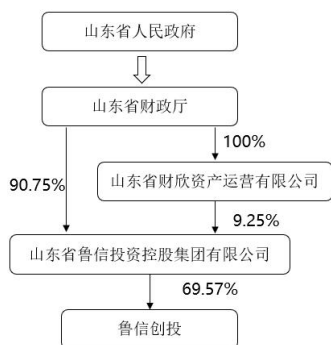 山东省人民政府
山东省财政厅
100%
90.75%
山东省财欣资产运营有限公司
9.25%
山东省鲁信投资控股集团有限公司
69.57%
鲁信创投